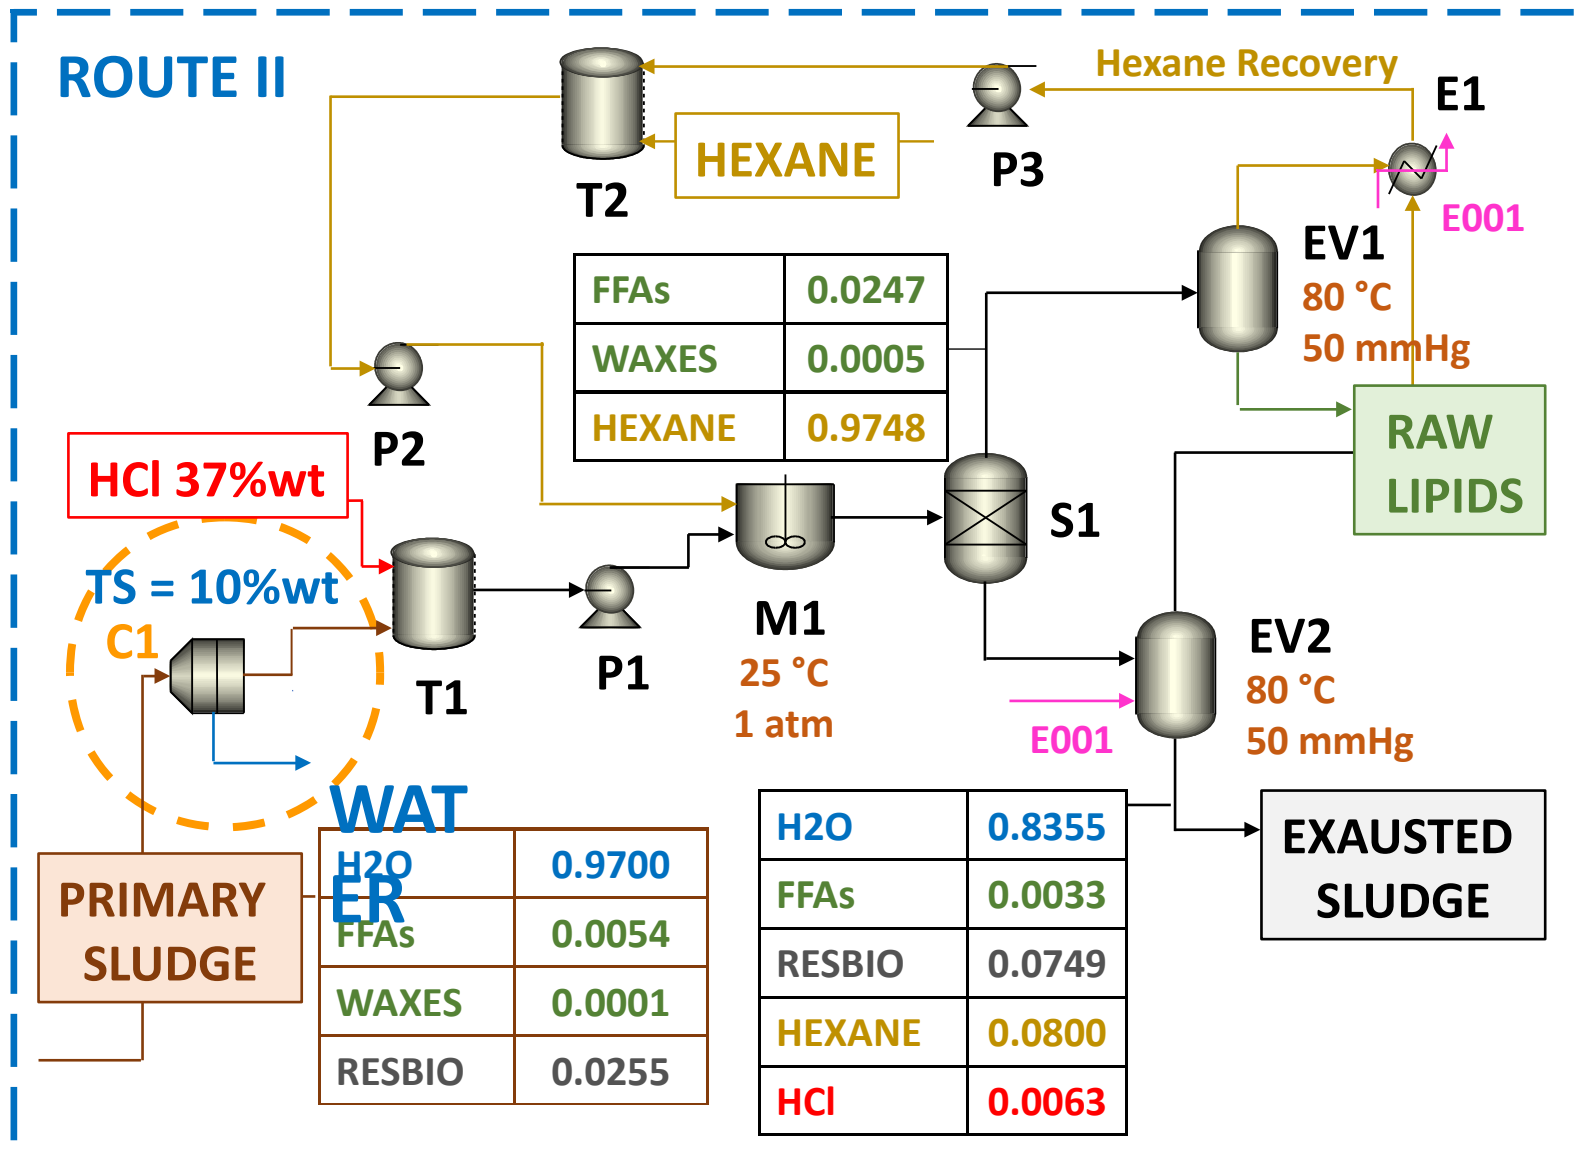 ROUTE II
Hexane Recovery
E1
HEXANE
P3
T2
E001
EV1
80 °C
50 mmHg
FFAs 0.0247
WAXES 0.0005
HEXANE 0.9748
P2
RAW
LIPIDS
HCl 37%wt
S1
TS = 10%wt
C1
M1
25 °C
1 atm
P1
T1
EV2
80 °C
50 mmHg
E001
WAT
ER
H2O 0.9700
FFAs 0.0054
WAXES 0.0001
RESBIO 0.0255
PRIMARY
SLUDGE
H2O 0.8355
FFAs 0.0033
RESBIO 0.0749
HEXANE 0.0800
HCl 0.0063
EXAUSTED
SLUDGE